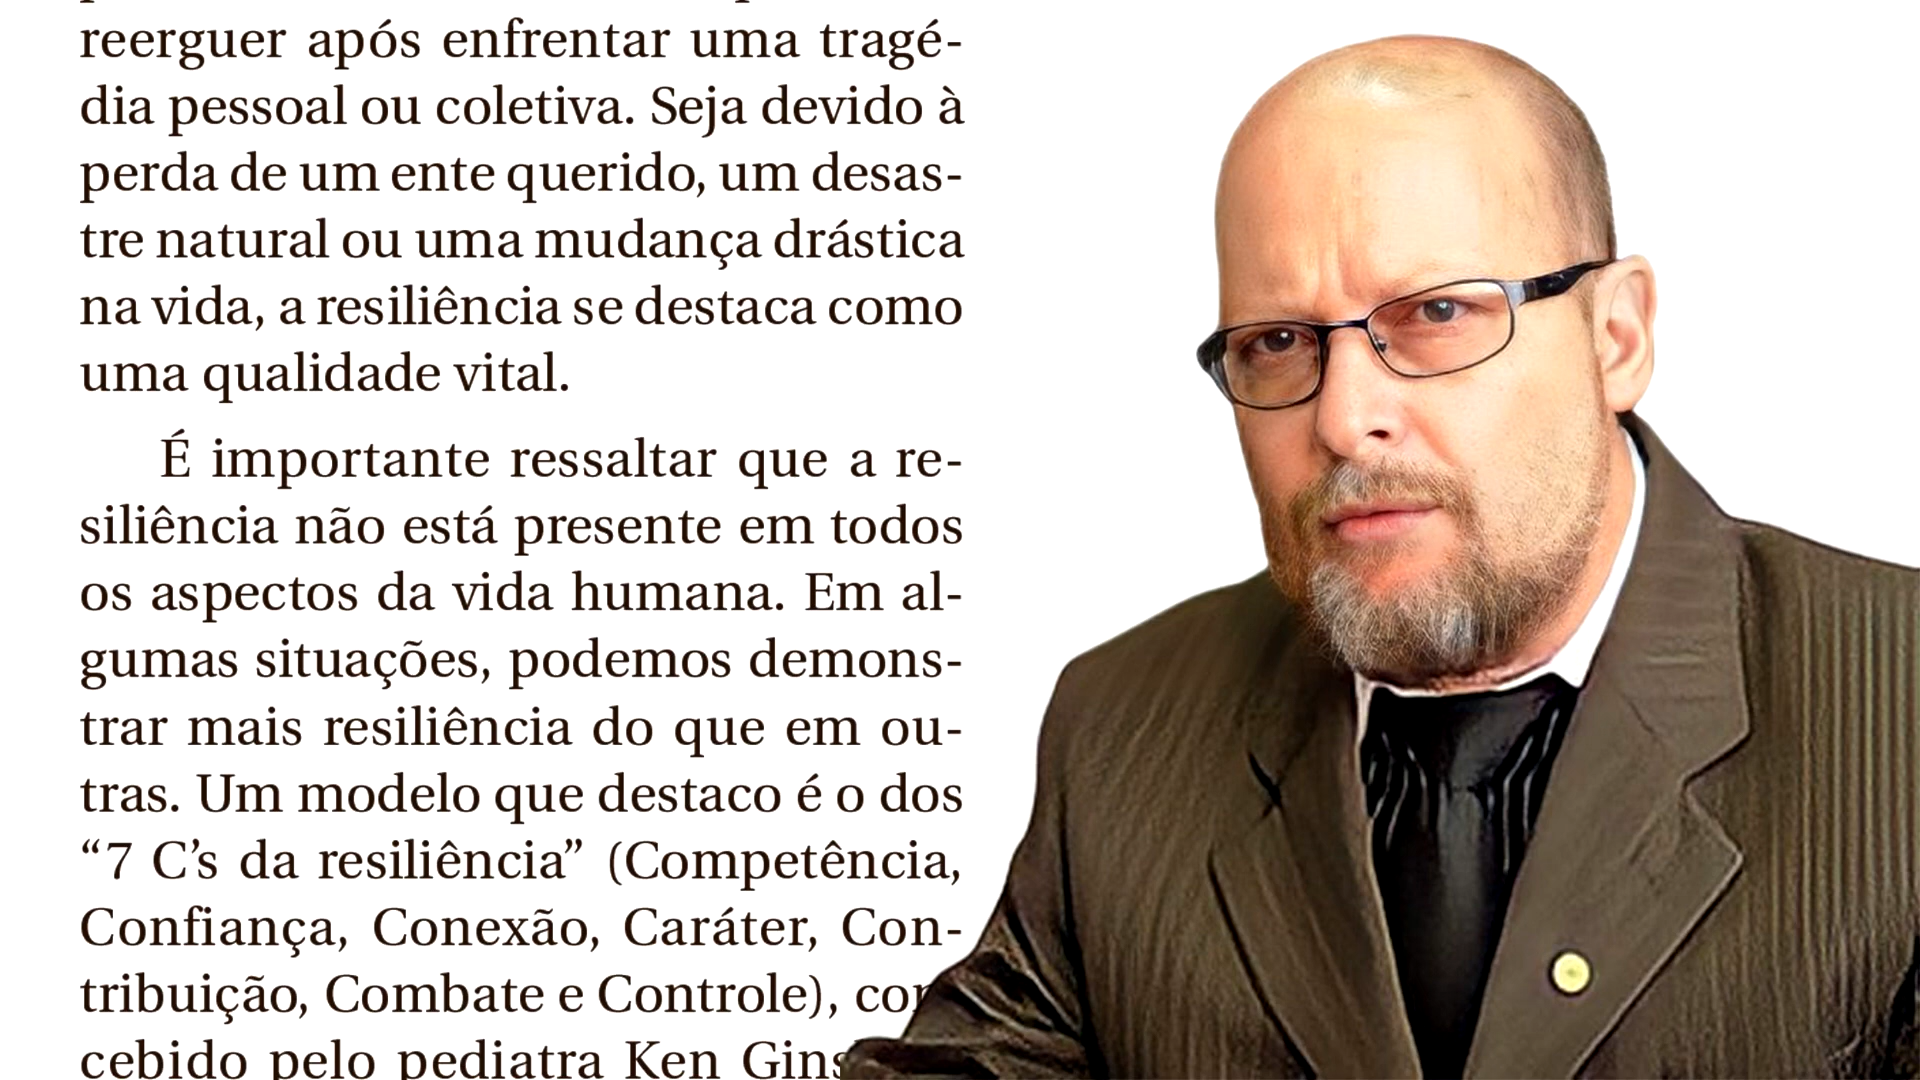 reerguer após enfrentar uma tragé-
dia pessoal ou coletiva. Seja devido à
perda de um ente querido, um desas-
tre natural ou uma mudança drástica
na vida, a resiliência se destaca como
uma qualidade vital.
É importante ressaltar que a re-
siliência não está presente em todos
os aspectos da vida humana. Em al-
gumas situações, podemos demons-
trar mais resiliência do que em ou-
tras. Um modelo que destaco é o dos
“7 C’s da resiliência” (Competência,
Confiança, Conexão, Caráter, Con-
tribuição, Combate e Controle),
cebido pelo pediatra Ken